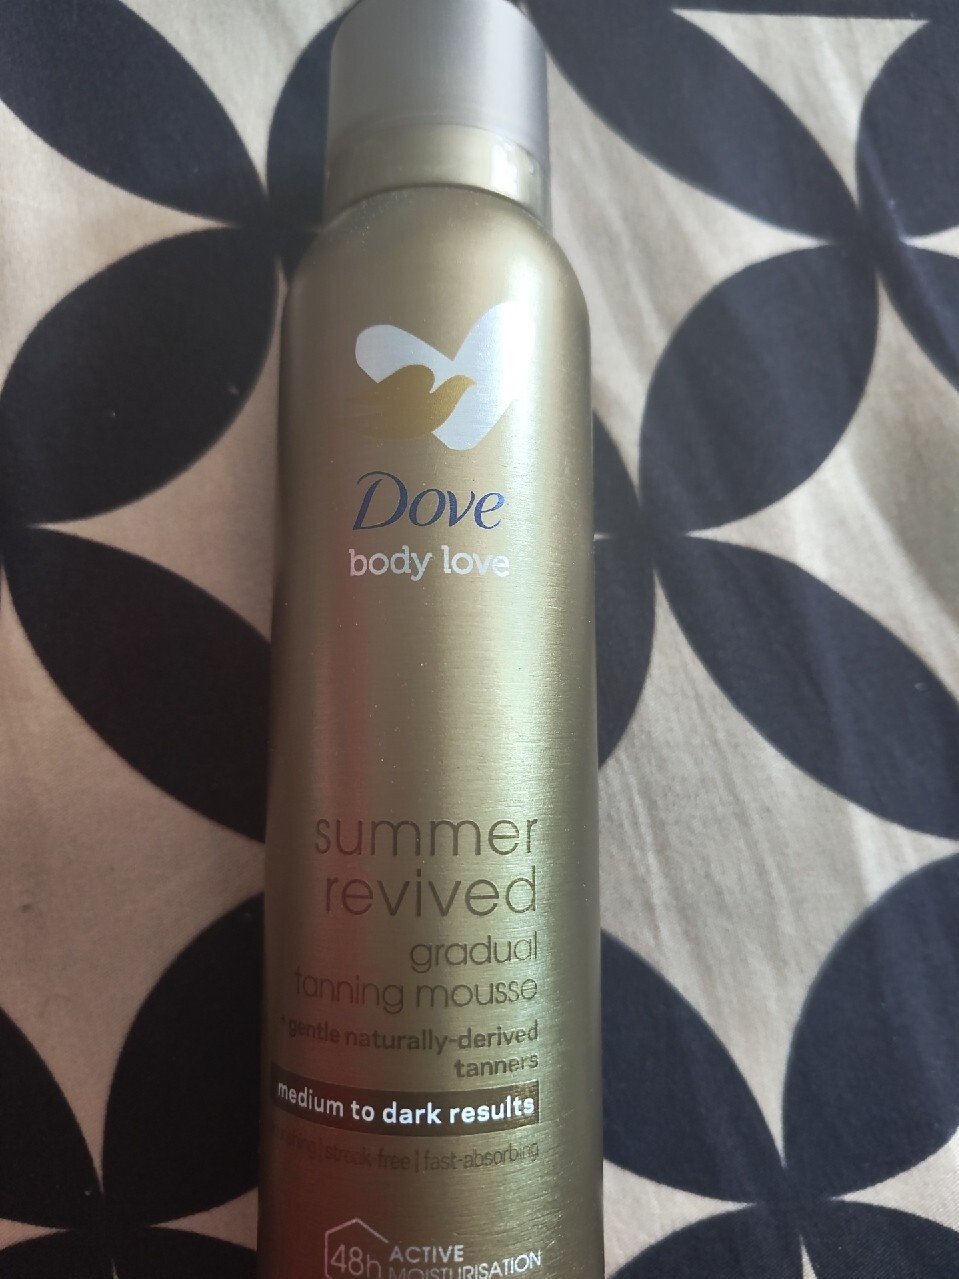 Dove
body love
summer
revived
gradual
tanning mousse
+ gentle naturally-derived
tanners
medium to dark results
| streak-free | fast-absorbing
48h ACTIVE
MOISTURISATION